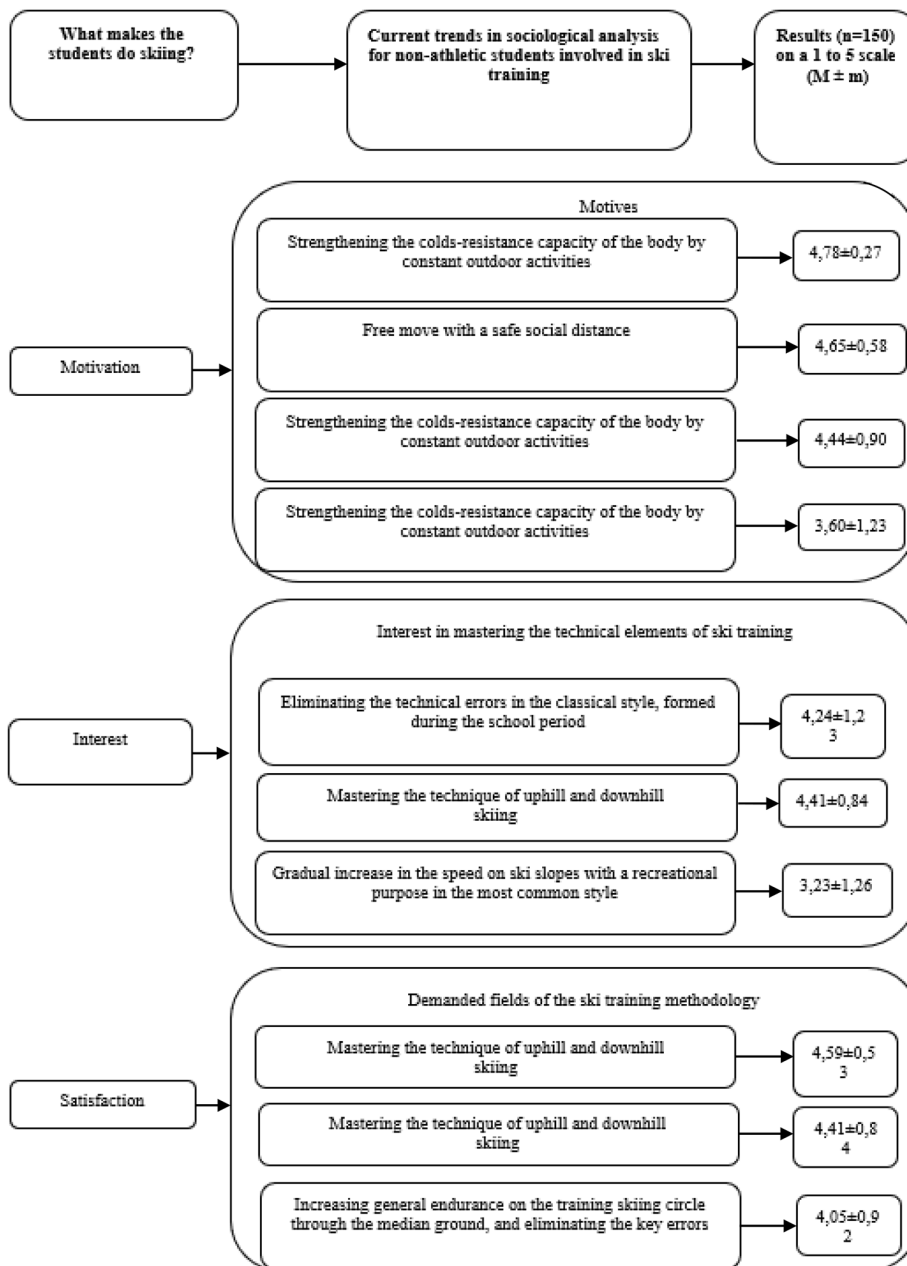 What makes the
students do skiing?
Current trends in sociological analysis
for non-athletic students involved in ski
training
Results (n=150)
on a 1 to 5 scale
(M ± m)
Motivation
Motives
Strengthening the colds-resistance capacity of the body by
constant outdoor activities
4,78±0,27
Free move with a safe social distance
4,65±0,58
Strengthening the colds-resistance capacity of the body by
constant outdoor activities
4,44±0,90
Strengthening the colds-resistance capacity of the body by
constant outdoor activities
3,60±1,23
Interest
Interest in mastering the technical elements of ski training
Eliminating the technical errors in the classical style, formed
during the school period
4,24±1,2
3
Mastering the technique of uphill and downhill
skiing
4,41±0,84
Gradual increase in the speed on ski slopes with a recreational
purpose in the most common style
3,23±1,26
Satisfaction
Demanded fields of the ski training methodology
Mastering the technique of uphill and downhill
skiing
4,59±0,5
3
Mastering the technique of uphill and downhill
skiing
4,41±0,8
4
Increasing general endurance on the training skiing circle
through the median ground, and eliminating the key errors
4,05±0,9
2